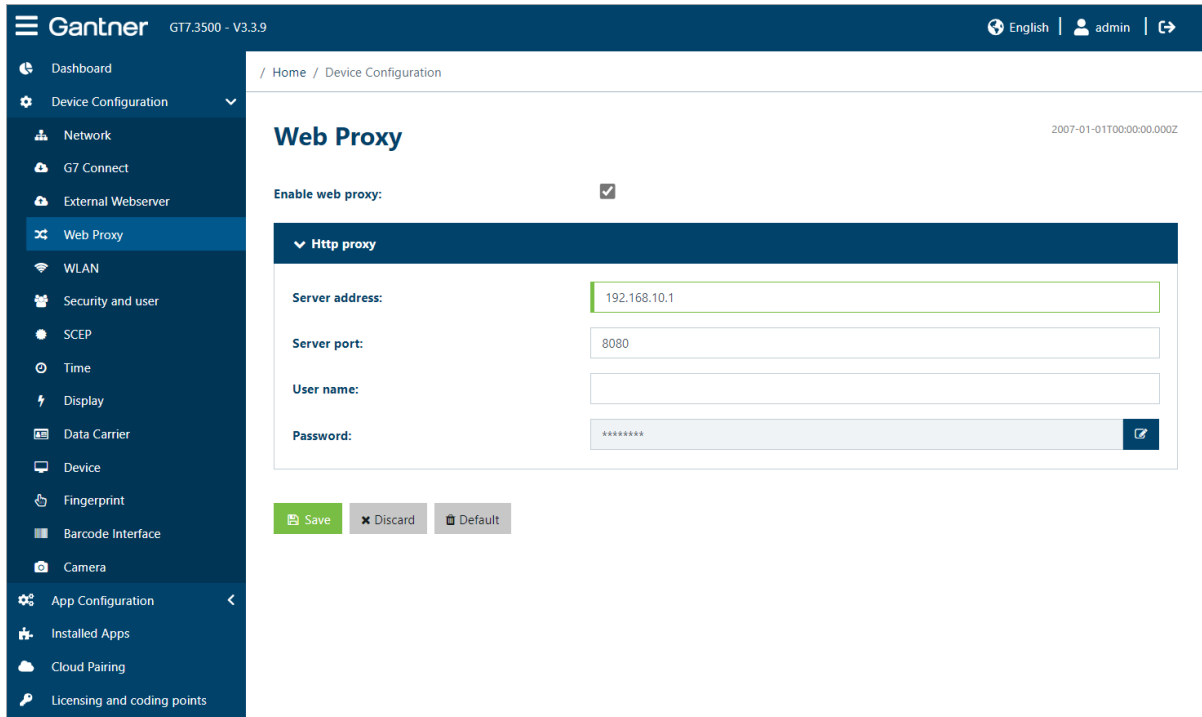 Gantner GT7.3500 - V3.3.9 English admin
Dashboard
Device Configuration
Network
G7 Connect
External Webserver
Web Proxy
WLAN
Security and user
SCEP
Time
Display
Data Carrier
Device
Fingerprint
Barcode Interface
Camera
App Configuration
Installed Apps
Cloud Pairing
Licensing and coding points
/ Home / Device Configuration
Web Proxy
2007-01-01T00:00:00.000Z
Enable web proxy:
Http proxy
Server address: 192.168.10.1
Server port: 8080
User name:
Password: ********
Save Discard Default